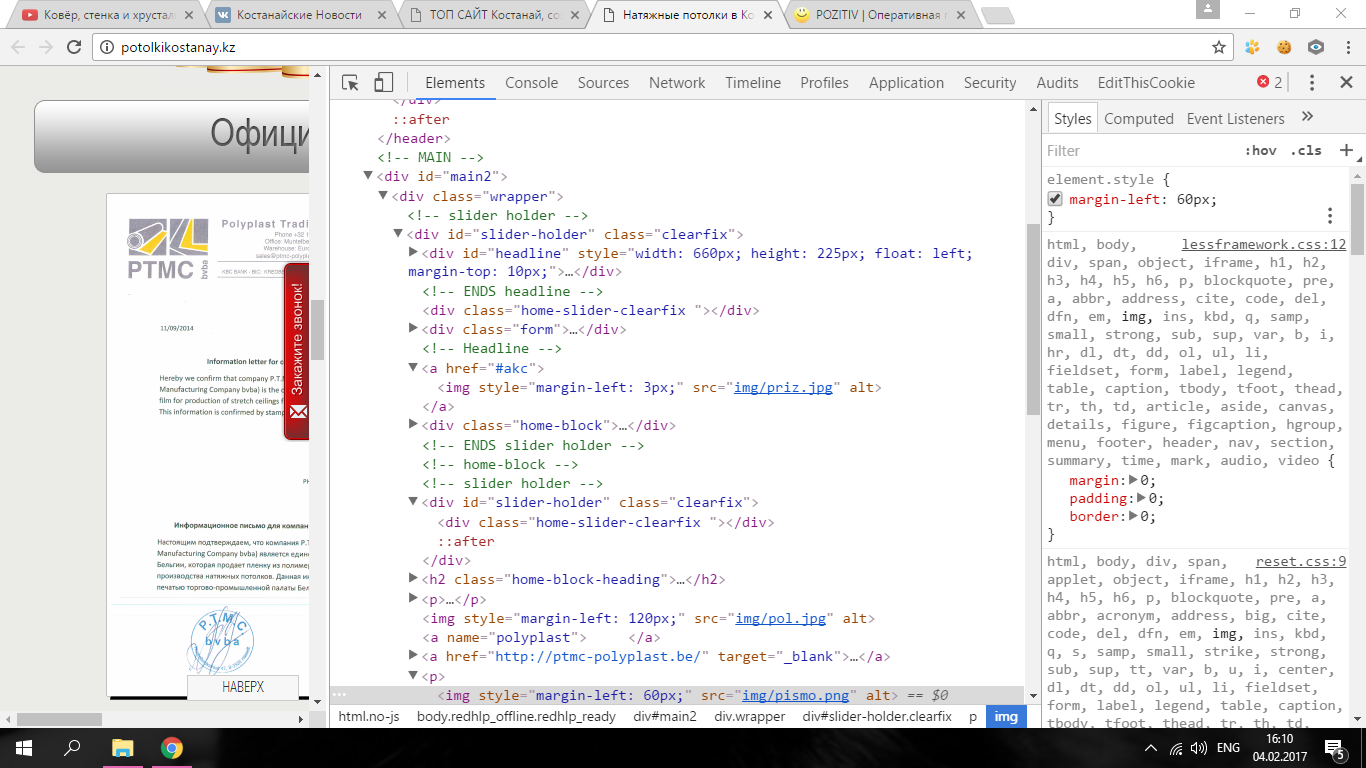 Ковёр, стенка и хрусталь
Костанайские Новости
ТОП САЙТ Костанай, со
Натяжные потолки в Ко
POZITIV | Оперативная
potolkikostanay.kz
Elements Console Sources Network Timeline Profiles Application Security Audits EditThisCookie 2
Офици
Polyplast Tradi
Phone +32
Office: Muntelbe
Warehouse: Euro
sales@ptmc-polypl
KBC BANK - BIC: KREDBE
PTMC
bvba
11/09/2014
Закажите звонок!
Information letter for c
Hereby we confirm that company P.T.M
Manufacturing Company bvba) is the o
film for production of stretch ceilings f
This information is confirmed by stamp
PH
Информационное письмо для компан
Настоящим подтверждаем, что компания P.T
Manufacturing Company bvba) является един
Бельгии, которая продает пленку из полимер
производства натяжных потолков. Данная ин
печатью торгово-промышленной палаты Бел
P.T.M.C.
bvba
НАВЕРХ
</div>
::after
</header>
<!-- MAIN -->
<div id="main2">
<div class="wrapper">
<!-- slider holder -->
<div id="slider-holder" class="clearfix">
<div id="headline" style="width: 660px; height: 225px; float: left;
margin-top: 10px;">…</div>
<!-- ENDS headline -->
<div class="home-slider-clearfix "></div>
<div class="form">…</div>
<!-- Headline -->
<a href="#akc">
<img style="margin-left: 3px;" src="img/priz.jpg" alt>
</a>
<div class="home-block">…</div>
<!-- ENDS slider holder -->
<!-- home-block -->
<!-- slider holder -->
<div id="slider-holder" class="clearfix">
<div class="home-slider-clearfix "></div>
::after
</div>
<h2 class="home-block-heading">…</h2>
<p>…</p>
<img style="margin-left: 120px;" src="img/pol.jpg" alt>
<a name="polyplast"> </a>
<a href="http://ptmc-polyplast.be/" target="_blank">…</a>
<p>
… <img style="margin-left: 60px;" src="img/pismo.png" alt> == $0
html.no-js body.redhlp_offline.redhlp_ready div#main2 div.wrapper div#slider-holder.clearfix p img
Styles Computed Event Listeners »
Filter :hov .cls +
element.style {
margin-left: 60px;
}
html, body, lessframework.css:12
div, span, object, iframe, h1, h2,
h3, h4, h5, h6, p, blockquote, pre,
a, abbr, address, cite, code, del,
dfn, em, img, ins, kbd, q, samp,
small, strong, sub, sup, var, b, i,
hr, dl, dt, dd, ol, ul, li,
fieldset, form, label, legend,
table, caption, tbody, tfoot, thead,
tr, th, td, article, aside, canvas,
details, figure, figcaption, hgroup,
menu, footer, header, nav, section,
summary, time, mark, audio, video {
margin: 0;
padding: 0;
border: 0;
}
html, body, div, span, reset.css:9
applet, object, iframe, h1, h2, h3,
h4, h5, h6, p, blockquote, pre, a,
abbr, acronym, address, big, cite,
code, del, dfn, em, img, ins, kbd,
q, s, samp, small, strike, strong,
sub, sup, tt, var, b, u, i, center,
dl, dt, dd, ol, ul, li, fieldset,
form, label, legend, table, caption,
tbody, tfoot, thead, tr, th, td,
ENG
16:10
04.02.2017
5